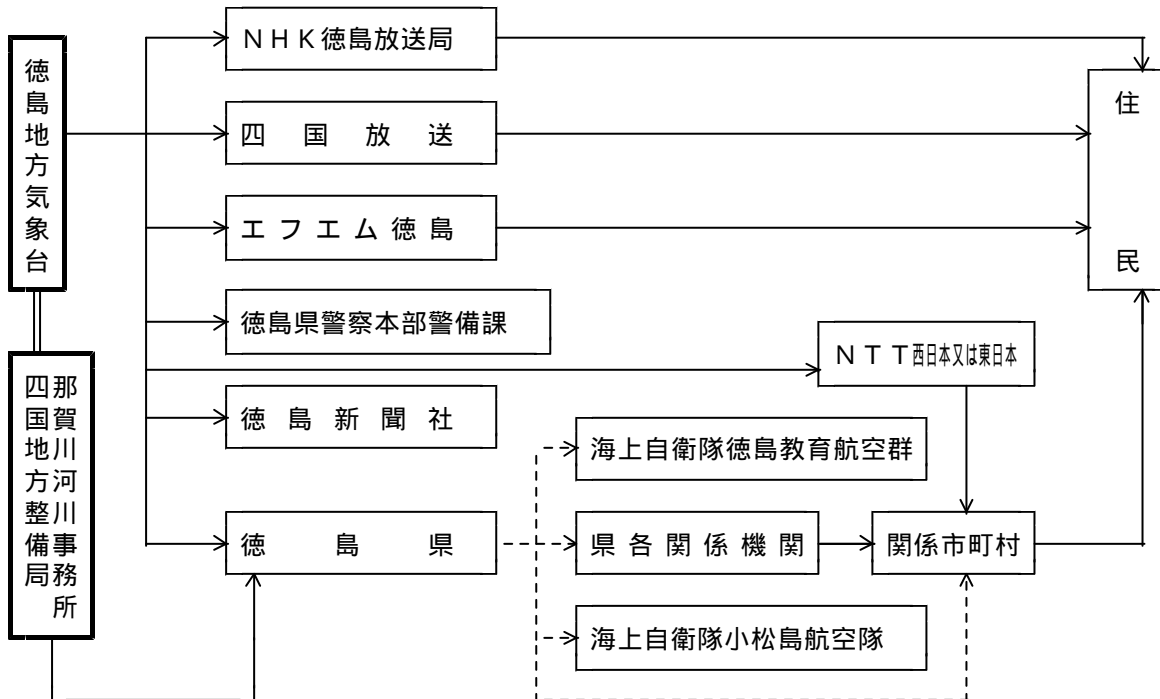 徳島地方気象台
四国地方整備局
那賀川河川事務所
ＮＨＫ徳島放送局
四国放送
エフエム徳島
徳島県警察本部警備課
ＮＴＴ西日本又は東日本
徳島新聞社
海上自衛隊徳島教育航空群
徳島県
県各関係機関
関係市町村
海上自衛隊小松島航空隊
住民